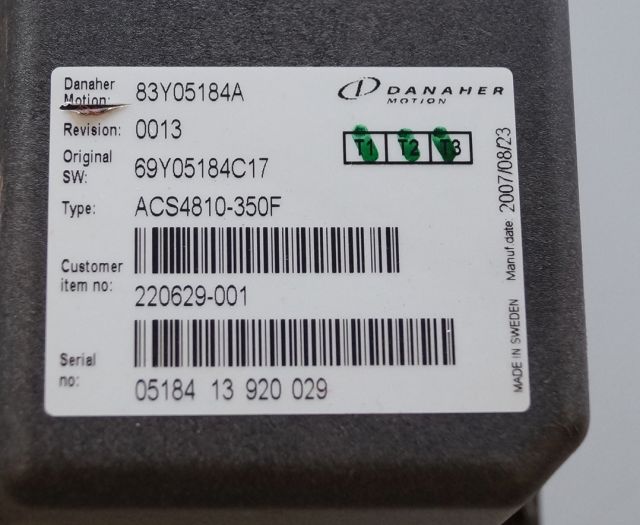 Danaher Motion: 83Y05184A
DANAHER
MOTION
Revision: 0013
T1 T2 T3
Original SW: 69Y05184C17
Type: ACS4810-350F
Customer item no: 220629-001
Serial no: 05184 13 920 029
MADE IN SWEDEN Manuf date: 2007/08/23